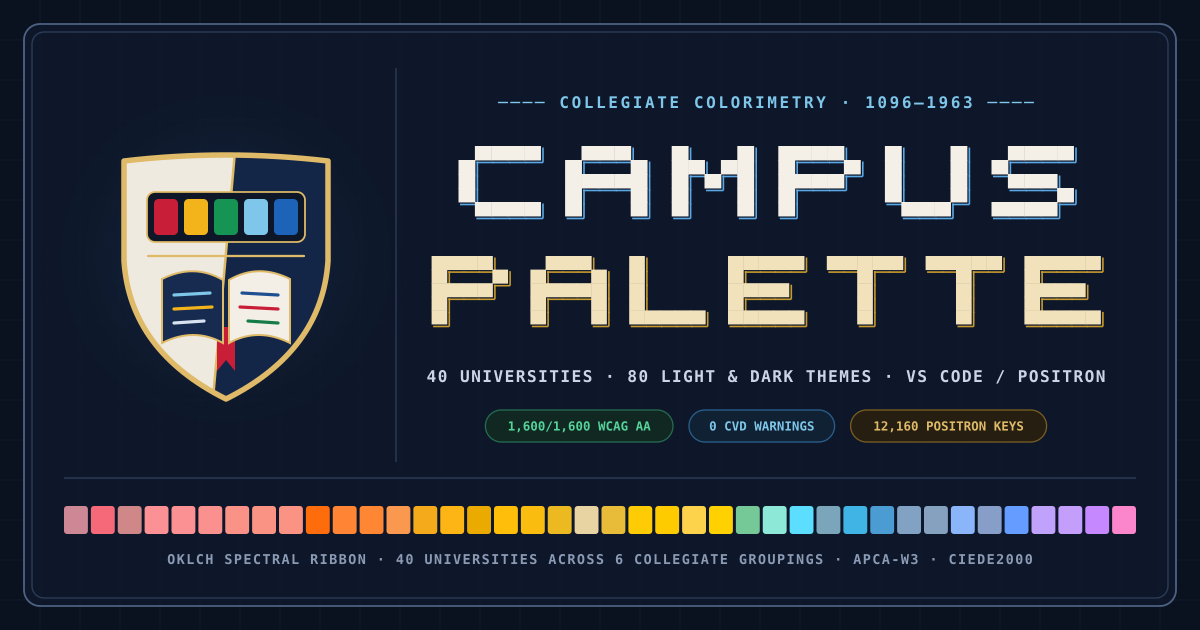 ──── COLLEGIATE COLORIMETRY · 1096–1963 ────
CAMPUS
PALETTE
40 UNIVERSITIES · 80 LIGHT & DARK THEMES · VS CODE / POSITRON
1,600/1,600 WCAG AA
0 CVD WARNINGS
12,160 POSITRON KEYS
OKLCH SPECTRAL RIBBON · 40 UNIVERSITIES ACROSS 6 COLLEGIATE GROUPINGS · APCA-W3 · CIEDE2000